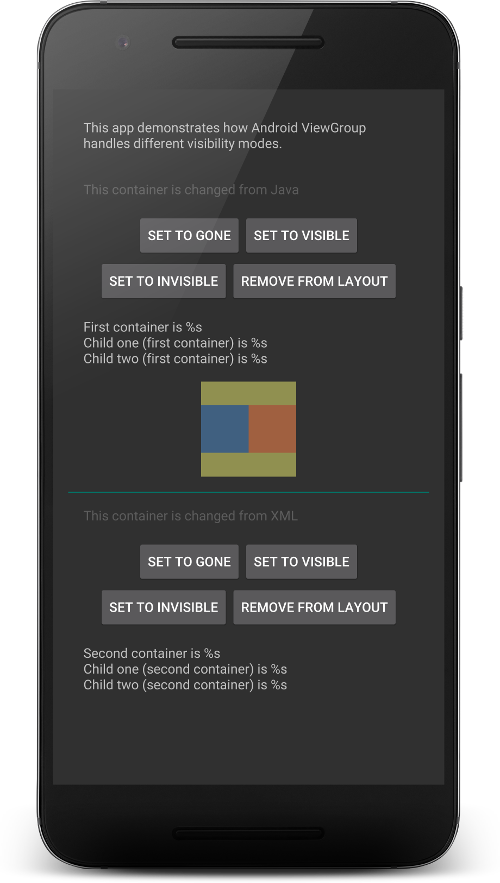 This app demonstrates how Android ViewGroup
handles different visibility modes.
This container is changed from Java
SET TO GONE SET TO VISIBLE
SET TO INVISIBLE REMOVE FROM LAYOUT
First container is %s
Child one (first container) is %s
Child two (first container) is %s
This container is changed from XML
SET TO GONE SET TO VISIBLE
SET TO INVISIBLE REMOVE FROM LAYOUT
Second container is %s
Child one (second container) is %s
Child two (second container) is %s